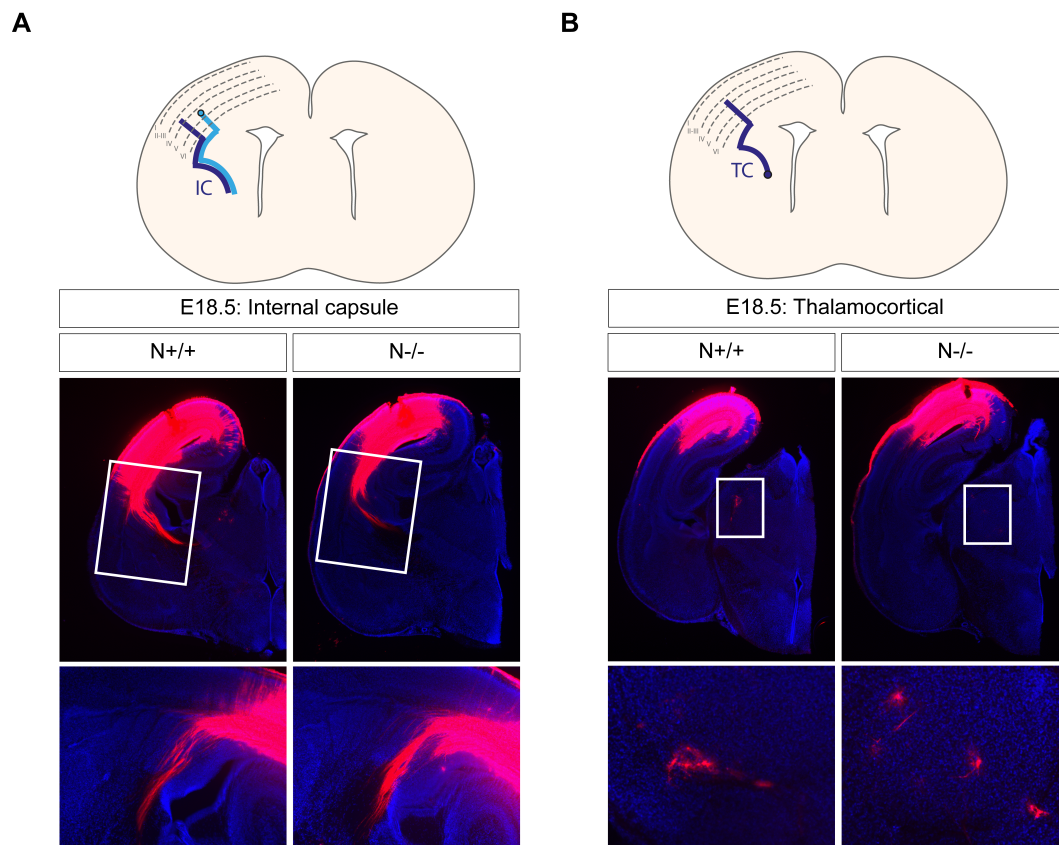 A
B
I
II-III
IV
V
VI
IC
I
II-III
IV
V
VI
TC
E18.5: Internal capsule
E18.5: Thalamocortical
N+/+
N-/-
N+/+
N-/-